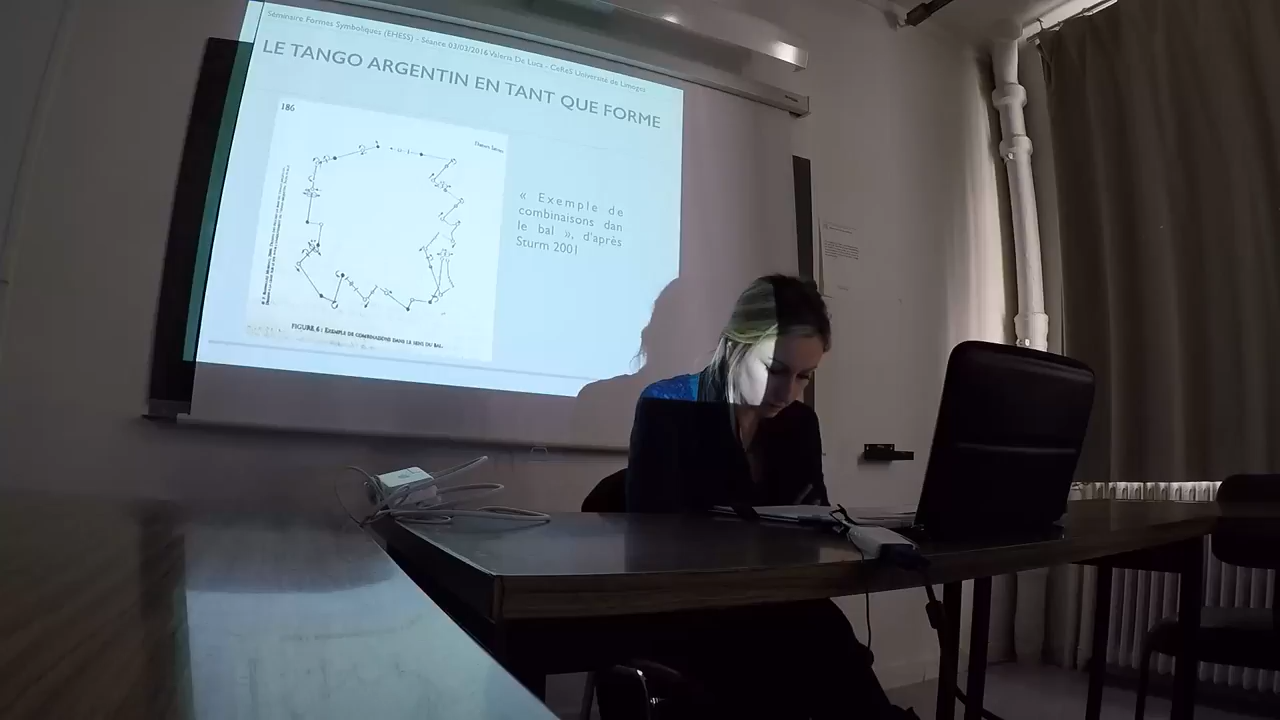 Séminaire Formes Symboliques (EHESS) - Séance 03/03/2016 Valeria De Luca - CeReS Université de Limoges
LE TANGO ARGENTIN EN TANT QUE FORME
186
« Exemple de
combinaisons dan
le bal », d'après
Sturm 2001
FIGURE 6 : EXEMPLE DE COMBINAISONS DANS LE SENS DU BAL.